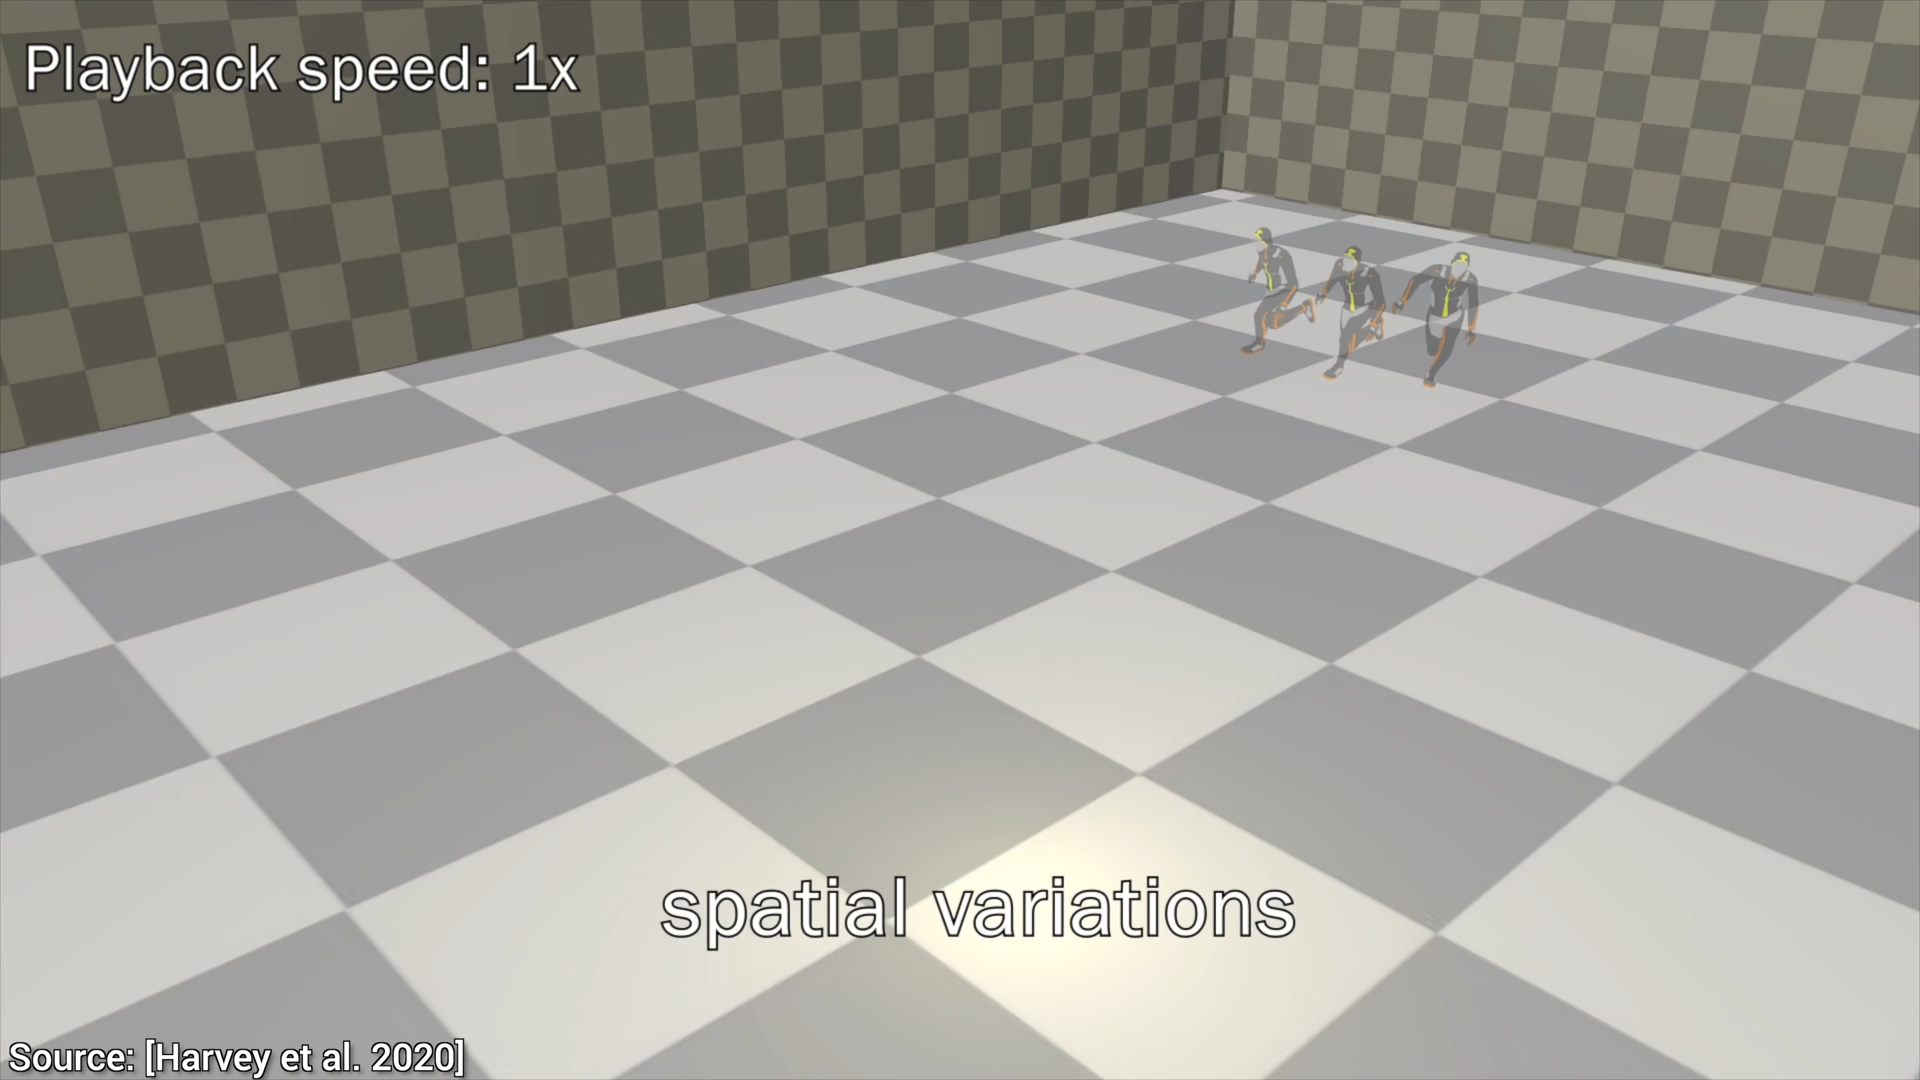 Playback speed: 1x
spatial variations
Source: [Harvey et al. 2020]